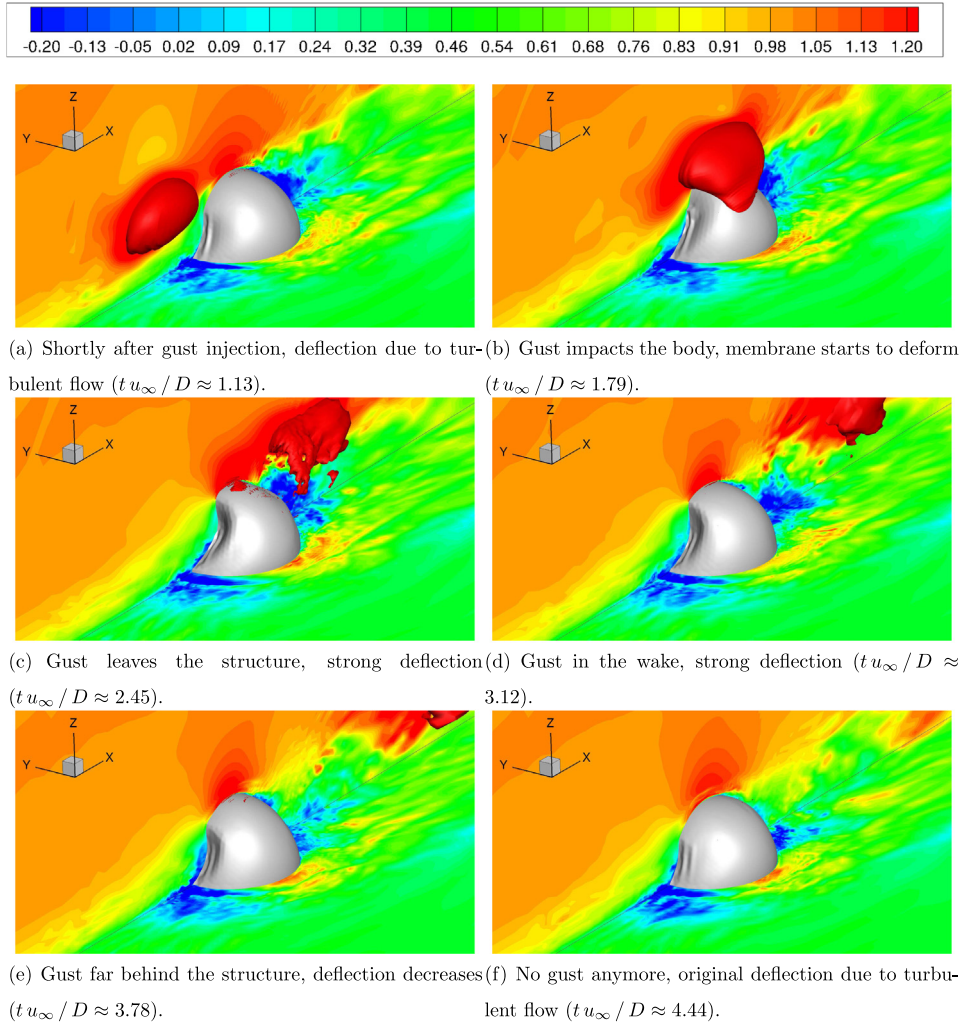 -0.20 -0.13 -0.05 0.02 0.09 0.17 0.24 0.32 0.39 0.46 0.54 0.61 0.68 0.76 0.83 0.91 0.98 1.05 1.13 1.20
Z
Y X
Z
Y X
(a) Shortly after gust injection, deflection due to tur-
bulent flow (t u∞ / D ≈ 1.13).
(b) Gust impacts the body, membrane starts to deform
(t u∞ / D ≈ 1.79).
Z
Y X
Z
Y X
(c) Gust leaves the structure, strong deflection
(t u∞ / D ≈ 2.45).
(d) Gust in the wake, strong deflection (t u∞ / D ≈
3.12).
Z
Y X
Z
Y X
(e) Gust far behind the structure, deflection decreases
(t u∞ / D ≈ 3.78).
(f) No gust anymore, original deflection due to turbu-
lent flow (t u∞ / D ≈ 4.44).